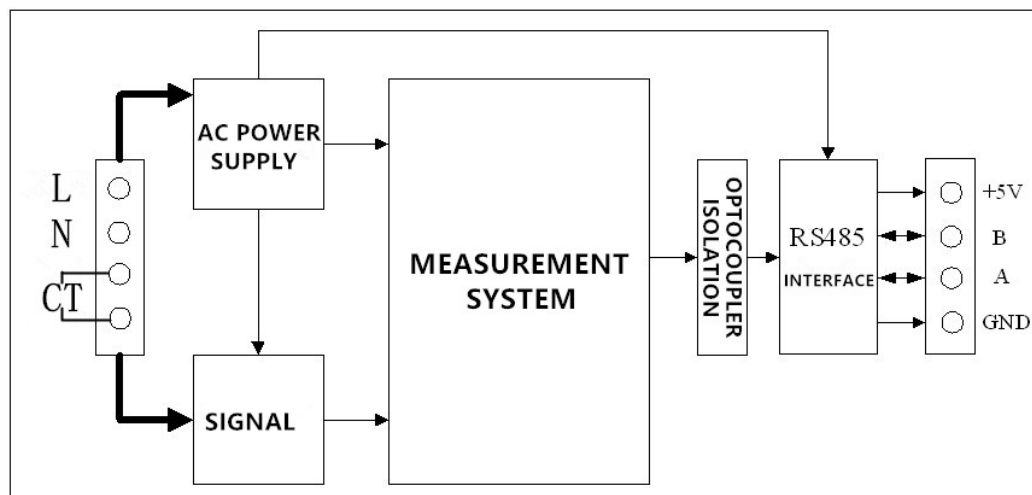 L
N
CT
AC POWER
SUPPLY
SIGNAL
MEASUREMENT
SYSTEM
OPTOCOUPLER
ISOLATION
RS485
INTERFACE
+5V
B
A
GND